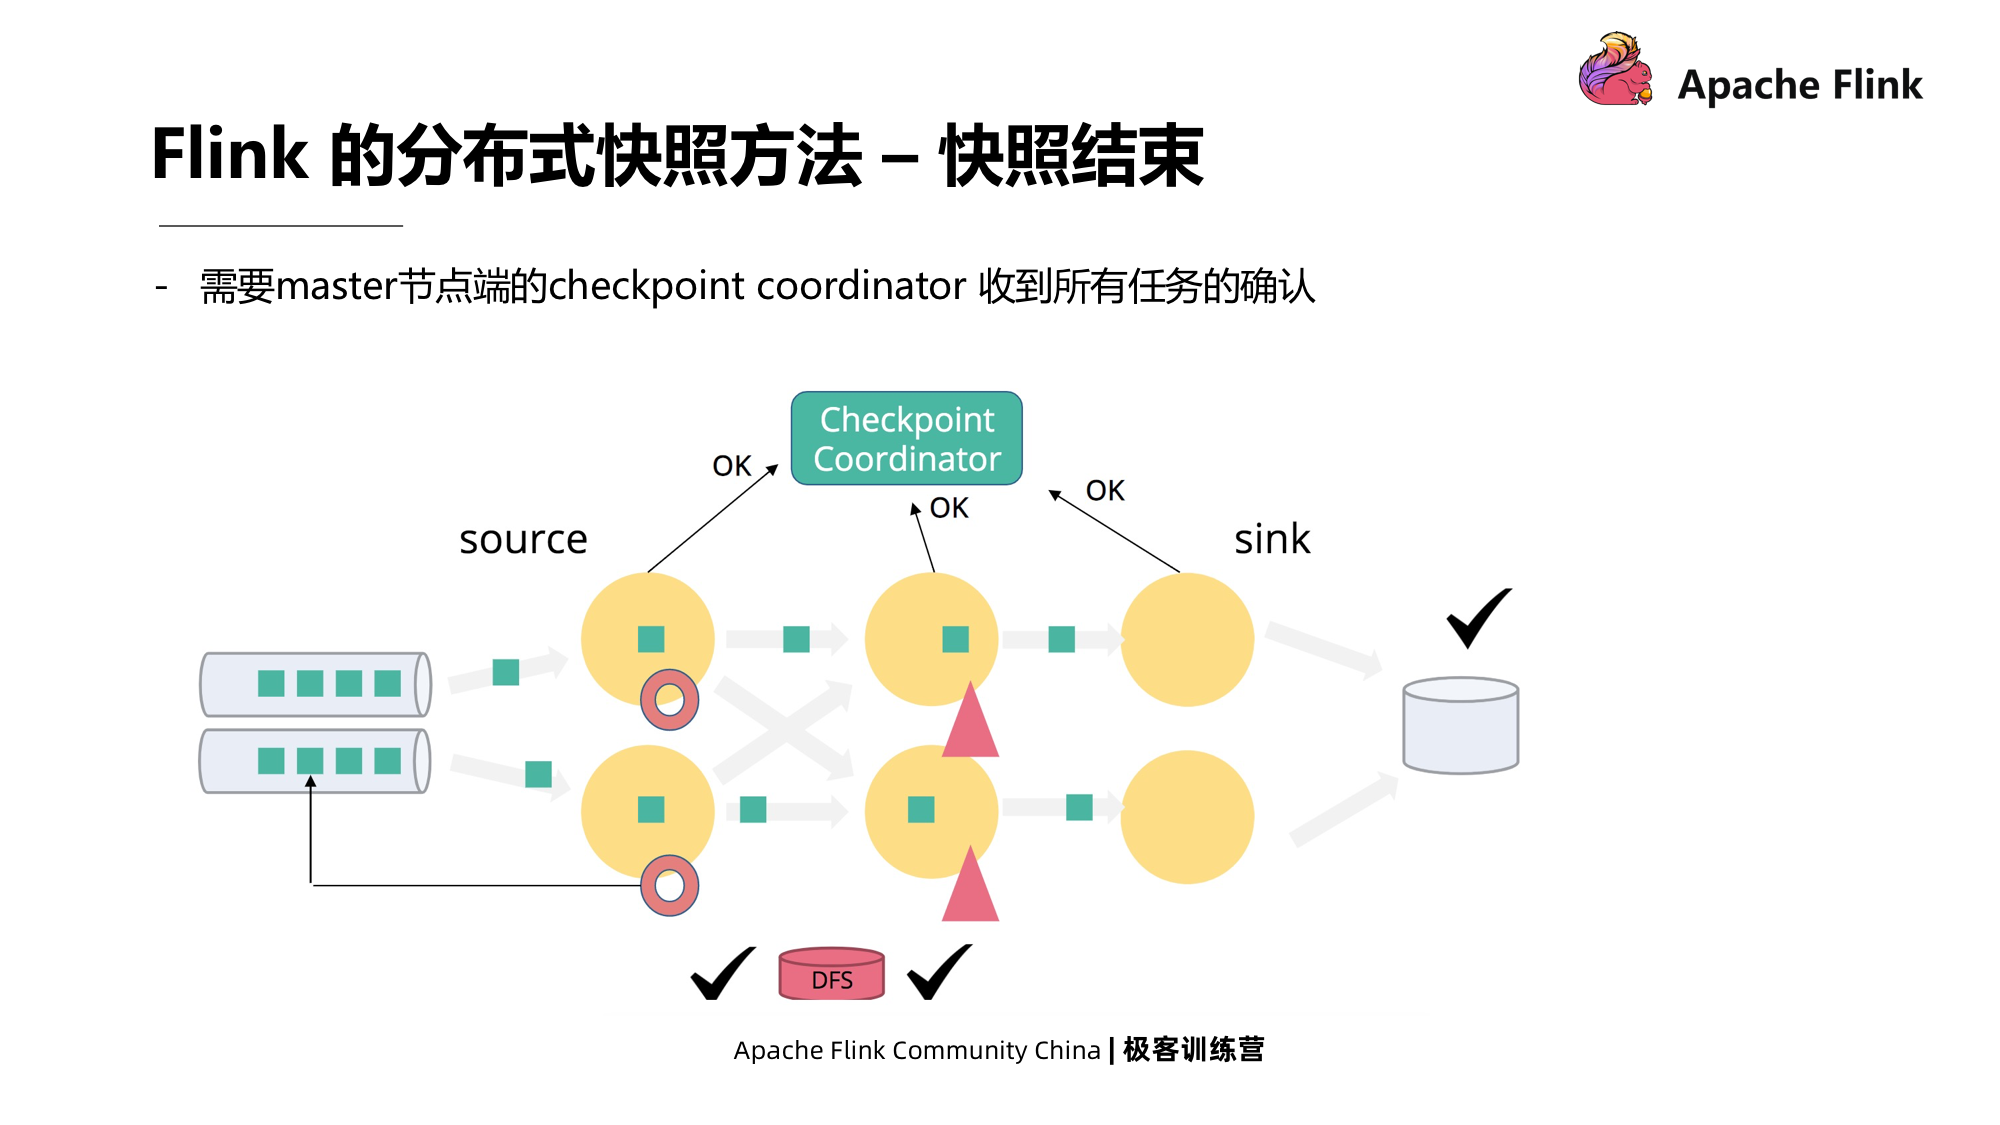 Apache Flink
Flink 的分布式快照方法 – 快照结束
- 需要master节点端的checkpoint coordinator 收到所有任务的确认
Checkpoint
Coordinator
OK
OK
OK
source
sink
DFS
Apache Flink Community China | 极客训练营